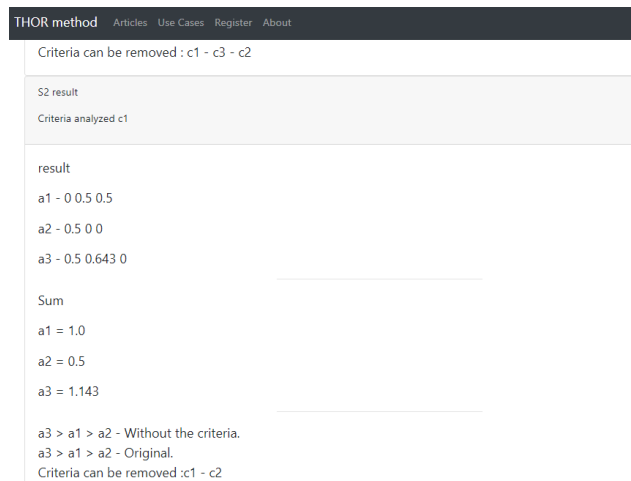 THOR method Articles Use Cases Register About
Criteria can be removed : c1 - c3 - c2
S2 result
Criteria analyzed c1
result
a1 - 0 0.5 0.5
a2 - 0.5 0 0
a3 - 0.5 0.643 0
Sum
a1 = 1.0
a2 = 0.5
a3 = 1.143
a3 > a1 > a2 - Without the criteria.
a3 > a1 > a2 - Original.
Criteria can be removed :c1 - c2